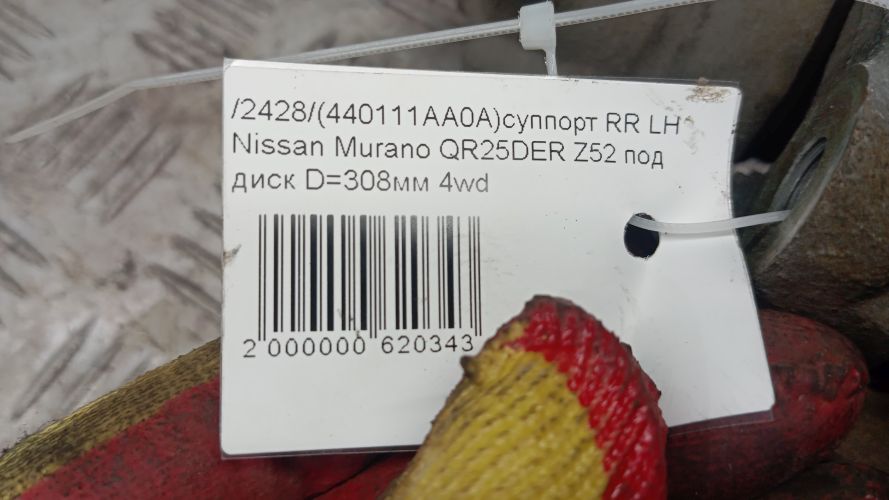 /2428/(440111AA0A)суппорт RR LH
Nissan Murano QR25DER Z52 под
диск D=308мм 4wd
2 000000 620343